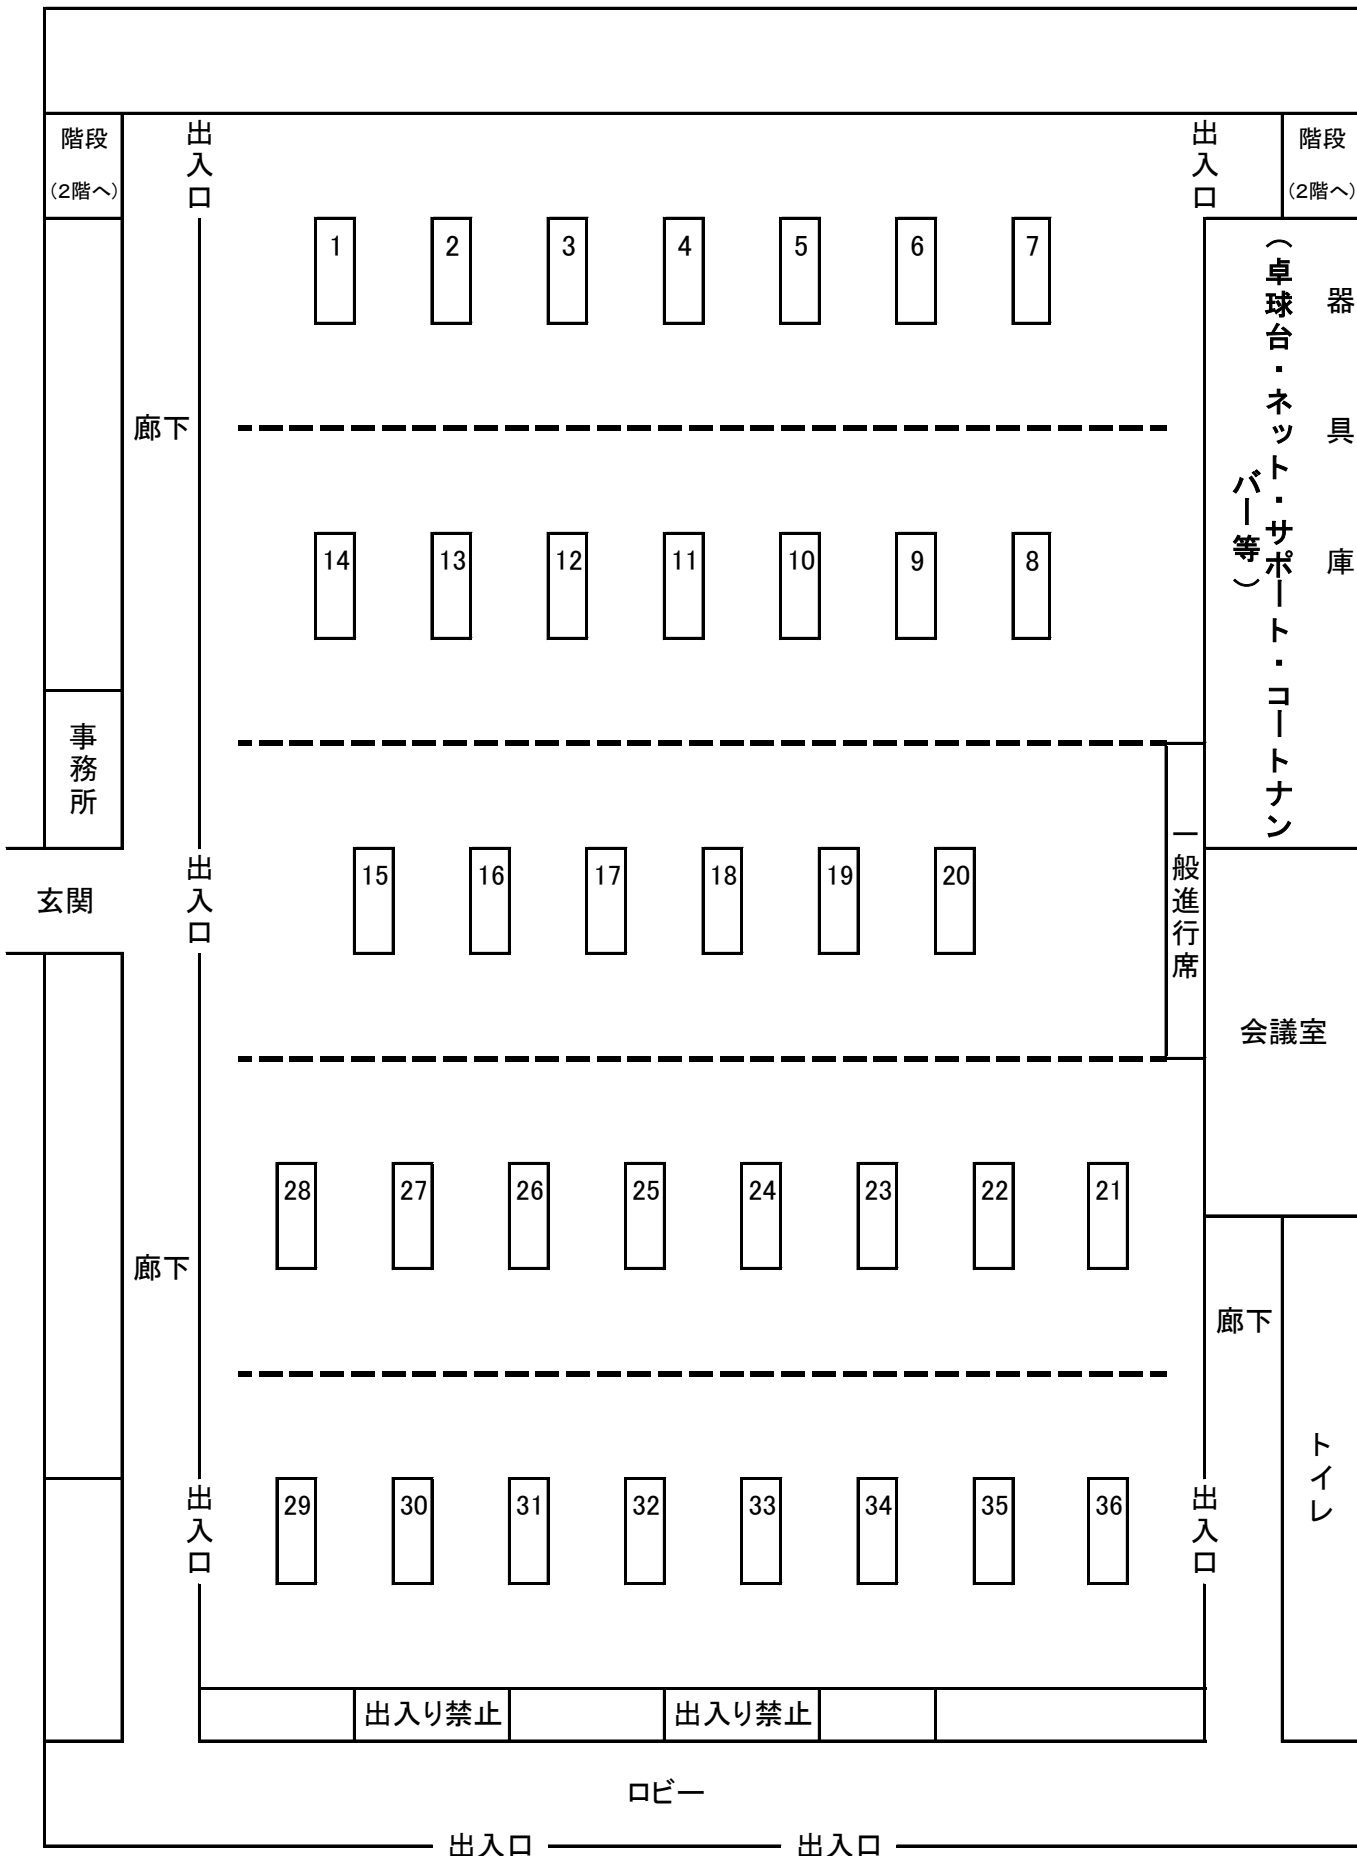 階段
(2階へ)
出入口
出入口
階段
(2階へ)
1
2
3
4
5
6
7
器具庫
(卓球台・ネット・サポート・コートナン
バー等)
廊下
14
13
12
11
10
9
8
事務所
玄関
出入口
15
16
17
18
19
20
一般進行席
会議室
28
27
26
25
24
23
22
21
廊下
廊下
トイレ
出入口
29
30
31
32
33
34
35
36
出入口
出入り禁止
出入り禁止
ロビー
出入口
出入口